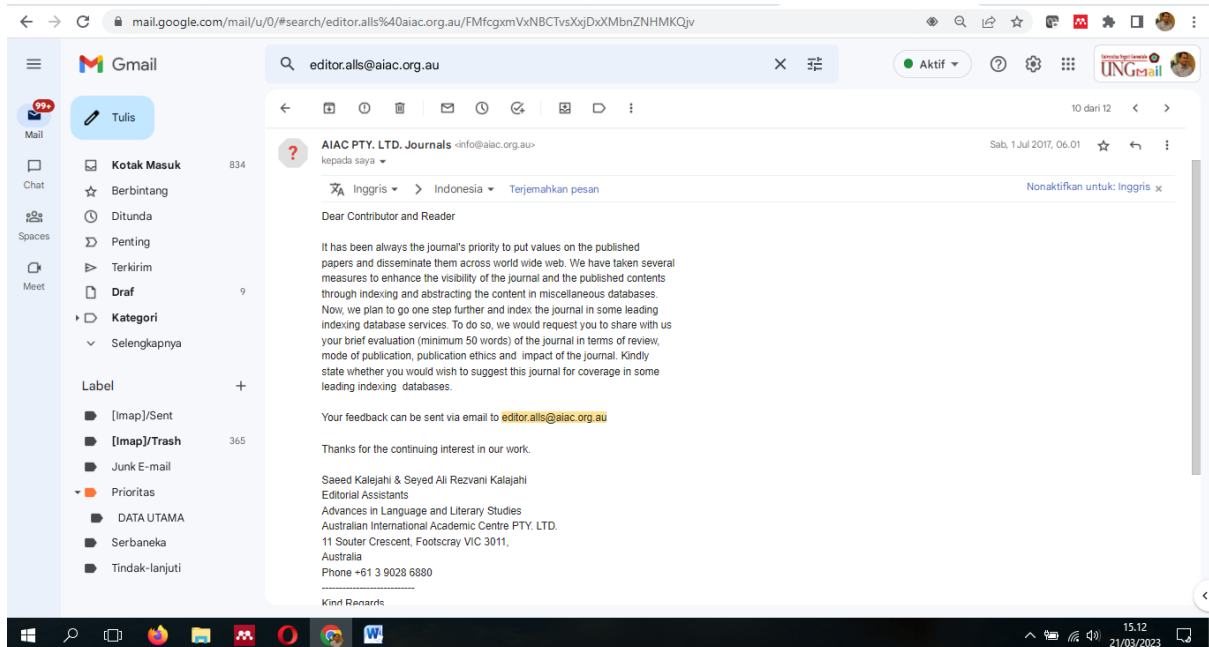 mail.google.com/mail/u/0/#search/editor.alls%40aiac.org.au/FMfcgxmVxNBCTvsXxjDxXMbnZNHMKQjv
Gmail
editor.alls@aiac.org.au
Aktif
Universitas Negeri Gorontalo
UNGmail
99+
Mail
Chat
Spaces
Meet
Tulis
Kotak Masuk 834
Berbintang
Ditunda
Penting
Terkirim
Draf 9
Kategori
Selengkapnya
Label
[Imap]/Sent
[Imap]/Trash 365
Junk E-mail
Prioritas
DATA UTAMA
Serbaneka
Tindak-lanjuti
10 dari 12
AIAC PTY. LTD. Journals <info@aiac.org.au>
Sab, 1 Jul 2017, 06.01
kepada saya
Inggris > Indonesia Terjemahkan pesan
Nonaktifkan untuk: Inggris x
Dear Contributor and Reader
It has been always the journal's priority to put values on the published
papers and disseminate them across world wide web. We have taken several
measures to enhance the visibility of the journal and the published contents
through indexing and abstracting the content in miscellaneous databases.
Now, we plan to go one step further and index the journal in some leading
indexing database services. To do so, we would request you to share with us
your brief evaluation (minimum 50 words) of the journal in terms of review,
mode of publication, publication ethics and  impact of the journal. Kindly
state whether you would wish to suggest this journal for coverage in some
leading indexing  databases.
Your feedback can be sent via email to editor.alls@aiac.org.au
Thanks for the continuing interest in our work.
Saeed Kalejahi & Seyed Ali Rezvani Kalajahi
Editorial Assistants
Advances in Language and Literary Studies
Australian International Academic Centre PTY. LTD.
11 Souter Crescent, Footscray VIC 3011,
Australia
Phone +61 3 9028 6880
---------------------------
Kind Regards
15.12
21/03/2023